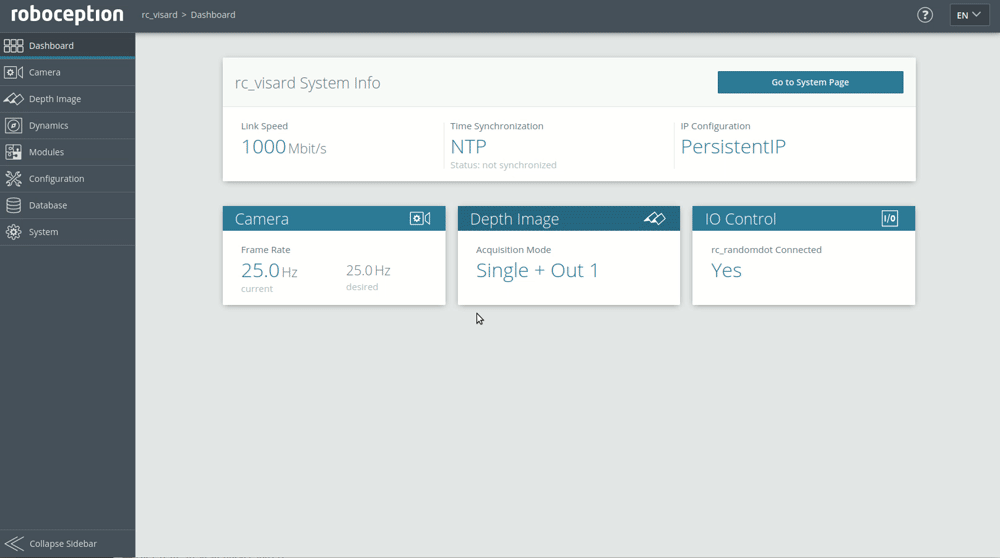 roboception
rc_visard > Dashboard
?
EN
Dashboard
Camera
Depth Image
Dynamics
Modules
Configuration
Database
System
Collapse Sidebar
rc_visard System Info
Go to System Page
Link Speed
1000 Mbit/s
Time Synchronization
NTP
Status: not synchronized
IP Configuration
PersistentIP
Camera
Frame Rate
25.0 Hz
current
25.0 Hz
desired
Depth Image
Acquisition Mode
Single + Out 1
IO Control
I/O
rc_randomdot Connected
Yes